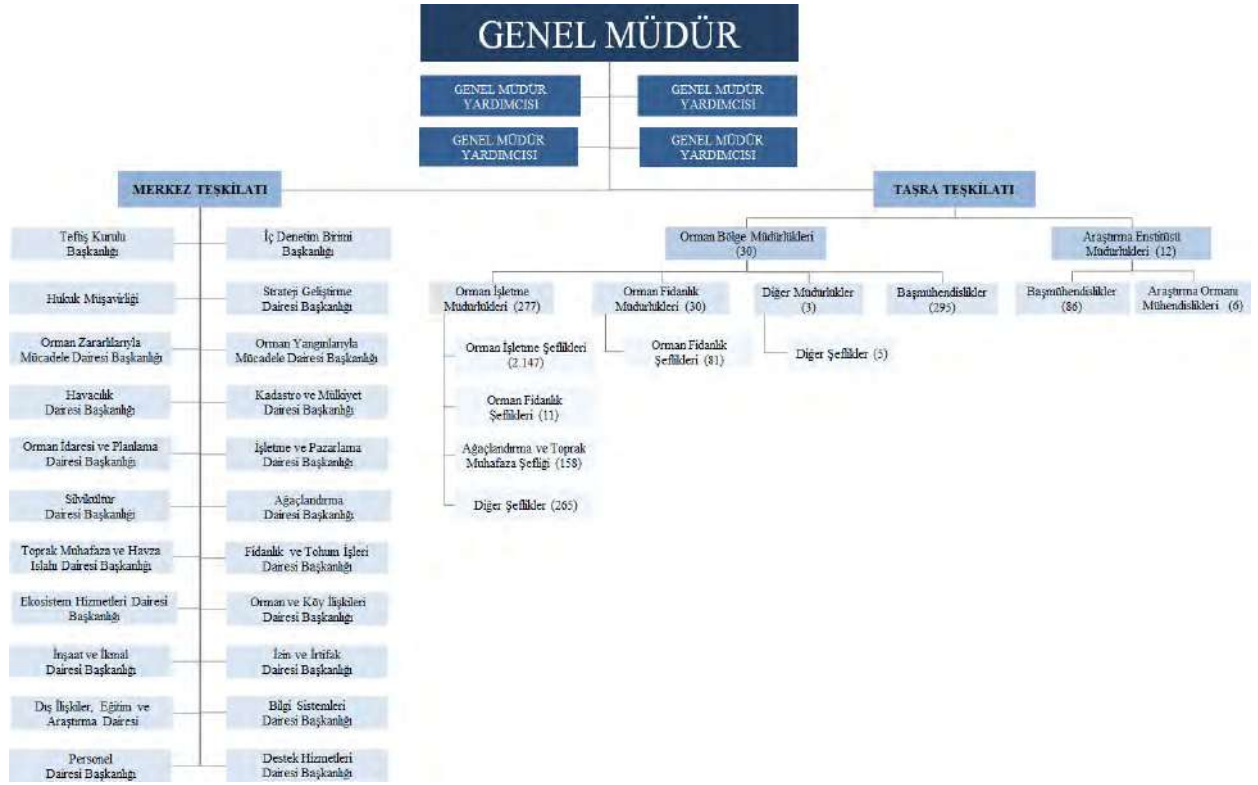 GENEL MÜDÜR
GENEL MÜDÜR
YARDIMCISI
GENEL MÜDÜR
YARDIMCISI
GENEL MÜDÜR
YARDIMCISI
GENEL MÜDÜR
YARDIMCISI
MERKEZ TEŞKİLATI
Teftiş Kurulu
Başkanlığı
İç Denetim Birimi
Başkanlığı
Hukuk Müşavirliği
Strateji Geliştirme
Dairesi Başkanlığı
Orman Zararlılarıyla
Mücadele Dairesi Başkanlığı
Orman Yangınlarıyla
Mücadele Dairesi Başkanlığı
Havacılık
Dairesi Başkanlığı
Kadastro ve Mülkiyet
Dairesi Başkanlığı
Orman İdaresi ve Planlama
Dairesi Başkanlığı
İşletme ve Pazarlama
Dairesi Başkanlığı
Silvikültür
Dairesi Başkanlığı
Ağaçlandırma
Dairesi Başkanlığı
Toprak Muhafaza ve Havza
Islahı Dairesi Başkanlığı
Fidanlık ve Tohum İşleri
Dairesi Başkanlığı
Ekosistem Hizmetleri Dairesi
Başkanlığı
Orman ve Köy İlişkileri
Dairesi Başkanlığı
İnşaat ve İkmal
Dairesi Başkanlığı
İzin ve İrtifak
Dairesi Başkanlığı
Dış İlişkiler, Eğitim ve
Araştırma Dairesi
Bilgi Sistemleri
Dairesi Başkanlığı
Personel
Dairesi Başkanlığı
Destek Hizmetleri
Dairesi Başkanlığı
TAŞRA TEŞKİLATI
Orman Bölge Müdürlükleri
(30)
Araştırma Enstitüsü
Müdürlükleri (12)
Orman İşletme
Müdürlükleri (277)
Orman Fidanlık
Müdürlükleri (30)
Diğer Müdürlükler
(3)
Başmühendislikler
(295)
Başmühendislikler
(86)
Araştırma Ormanı
Mühendislikleri (6)
Orman İşletme Şeflikleri
(2.147)
Orman Fidanlık
Şeflikleri (81)
Diğer Şeflikler (5)
Orman Fidanlık
Şeflikleri (11)
Ağaçlandırma ve Toprak
Muhafaza Şefligi (158)
Diğer Şeflikler (265)